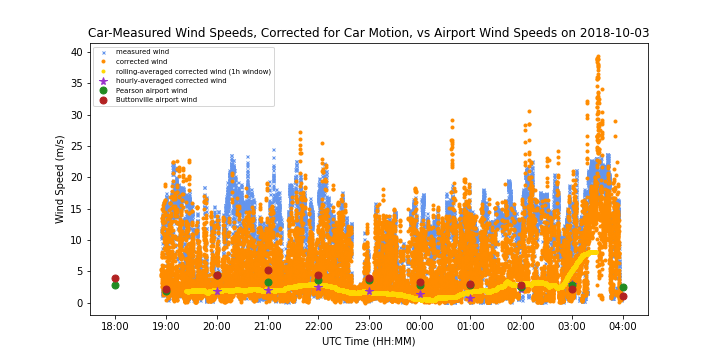 Car-Measured Wind Speeds, Corrected for Car Motion, vs Airport Wind Speeds on 2018-10-03
measured wind
corrected wind
rolling-averaged corrected wind (1h window)
hourly-averaged corrected wind
Pearson airport wind
Buttonville airport wind
Wind Speed (m/s)
40
35
30
25
20
15
10
5
0
18:00 19:00 20:00 21:00 22:00 23:00 00:00 01:00 02:00 03:00 04:00
UTC Time (HH:MM)